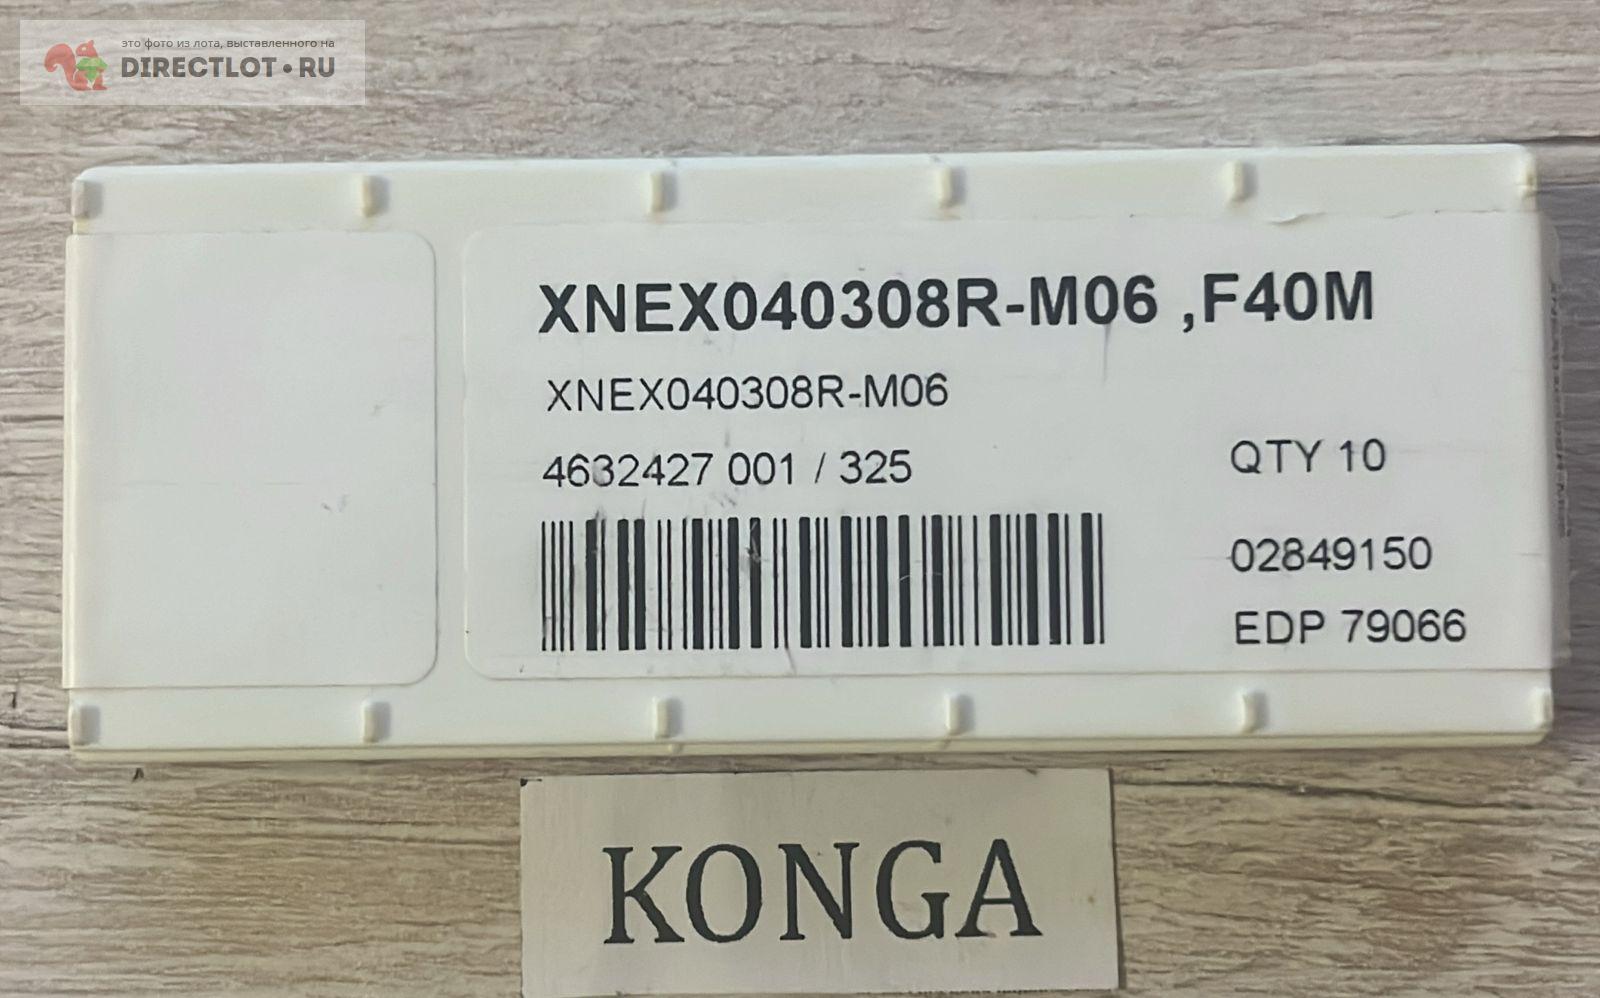 это фото из лота, выставленного на
DIRECTLOT•RU
XNEX040308R-M06 ,F40M
XNEX040308R-M06
4632427 001 / 325
QTY 10
02849150
EDP 79066
KONGA